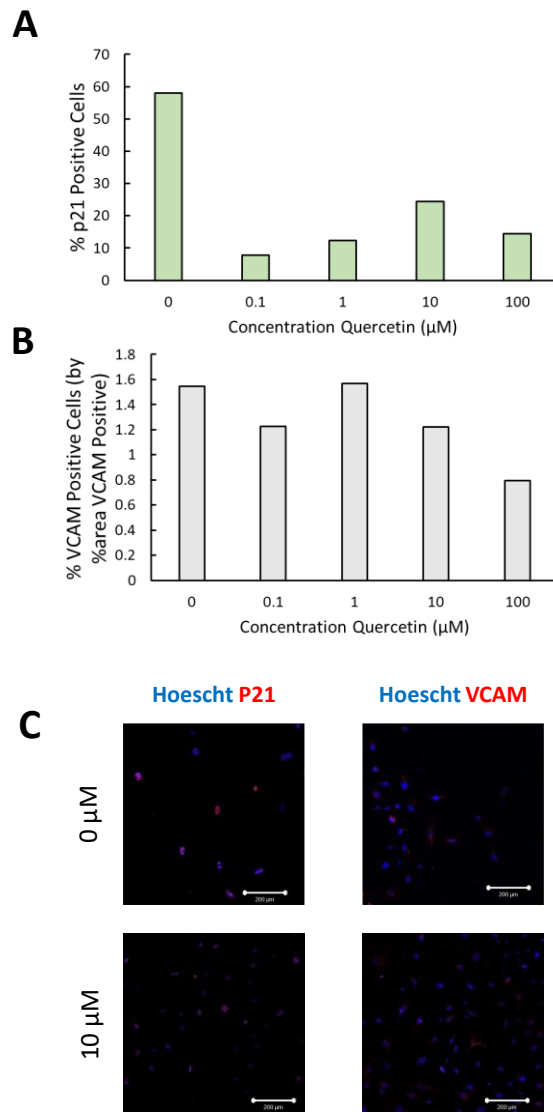 A
% p21 Positive Cells
70
60
50
40
30
20
10
0
0 0.1 1 10 100
Concentration Quercetin (µM)
B
% VCAM Positive Cells (by
%area VCAM Positive)
1.8
1.6
1.4
1.2
1
0.8
0.6
0.4
0.2
0
0 0.1 1 10 100
Concentration Quercetin (µM)
C
Hoescht P21
Hoescht VCAM
0 µM
200 µm
200 µm
10 µM
200 µm
200 µm